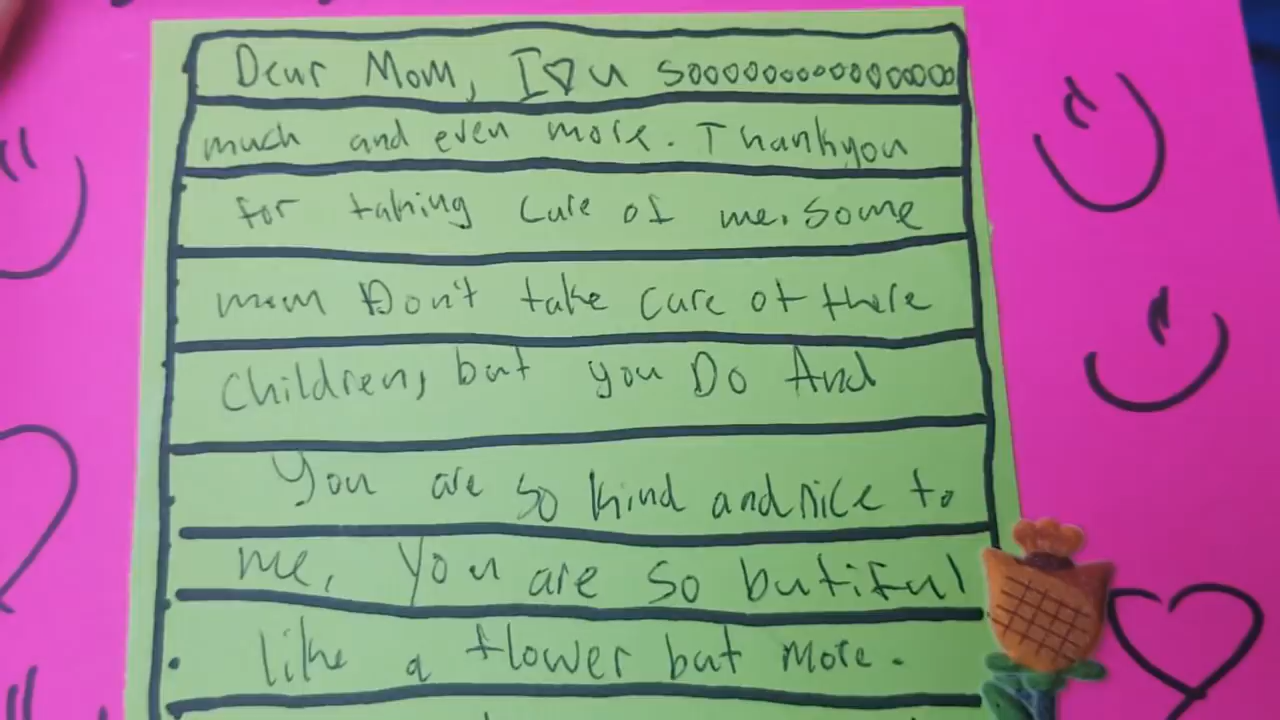 Dear Mom, I♡u sooooooooooooooo
much and even more. Thankyou
for taking Care of me. Some
mom Don't take Care of there
Children, but you Do And
You are so kind and nice to
me, You are so butiful
like a flower but more.